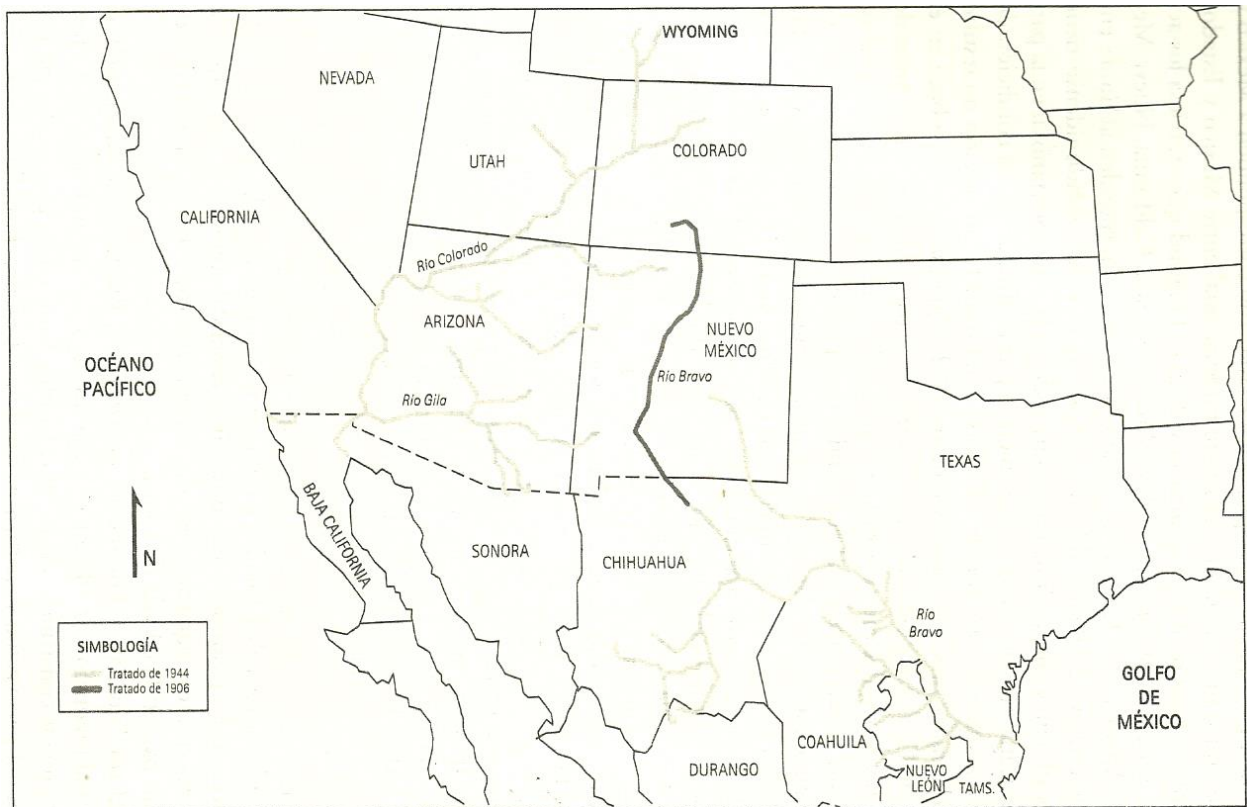 WYOMING
NEVADA
UTAH
COLORADO
CALIFORNIA
Río Colorado
ARIZONA
NUEVO
MÉXICO
Río Bravo
OCÉANO
PACÍFICO
Río Gila
TEXAS
N
BAJA CALIFORNIA
SONORA
CHIHUAHUA
Río
Bravo
SIMBOLOGÍA
Tratado de 1944
Tratado de 1906
GOLFO
DE
MÉXICO
COAHUILA
DURANGO
NUEVO
LEÓN
TAMS.